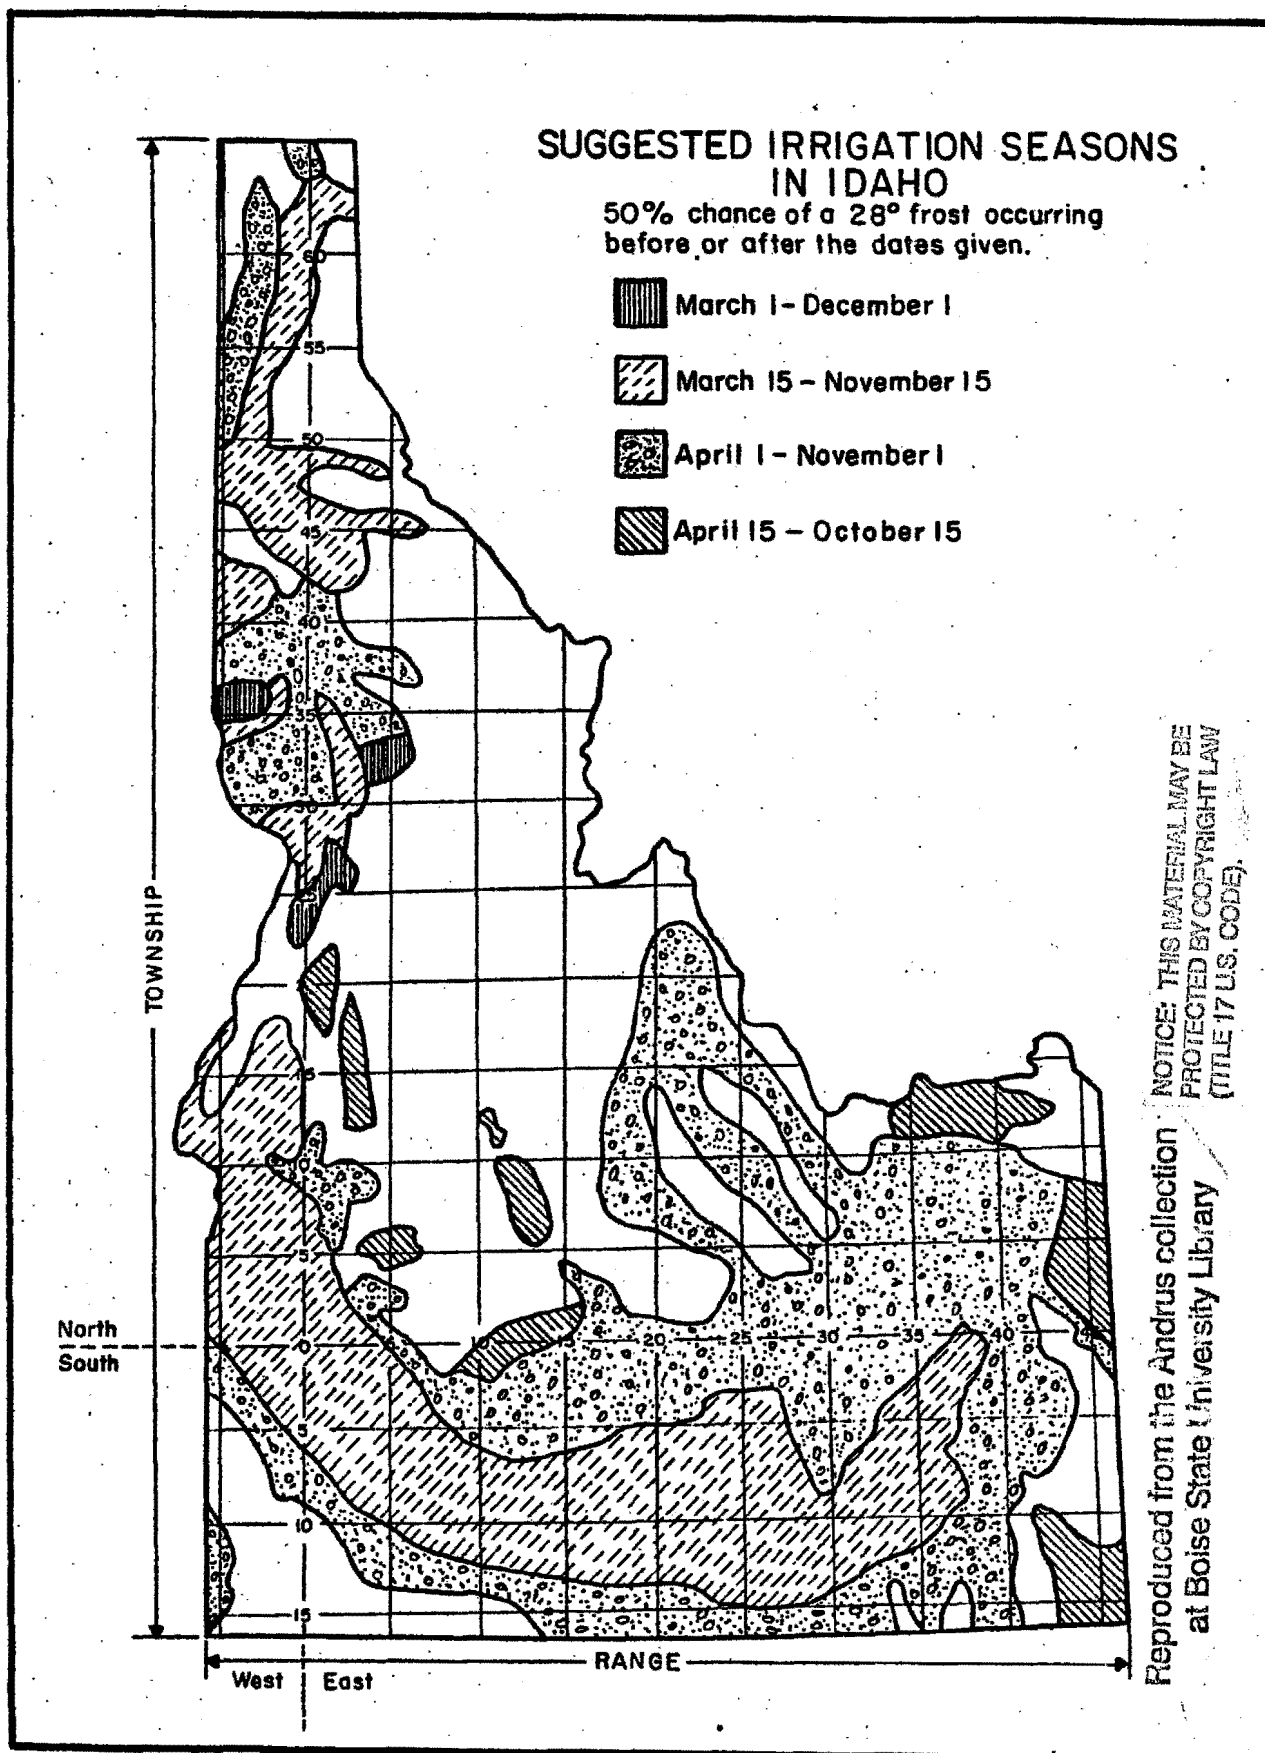 SUGGESTED IRRIGATION SEASONS
IN IDAHO
50% chance of a 28° frost occurring
before or after the dates given.
March 1 - December 1
March 15 - November 15
April 1 - November 1
April 15 - October 15
60
55
50
45
40
35
30
TOWNSHIP
5
North
South
0
15
20
25
30
35
40
5
10
15
RANGE
West
East
NOTICE: THIS MATERIAL MAY BE
PROTECTED BY COPYRIGHT LAW
(TITLE 17 U.S. CODE).
Reproduced from the Andrus collection
at Boise State University Library